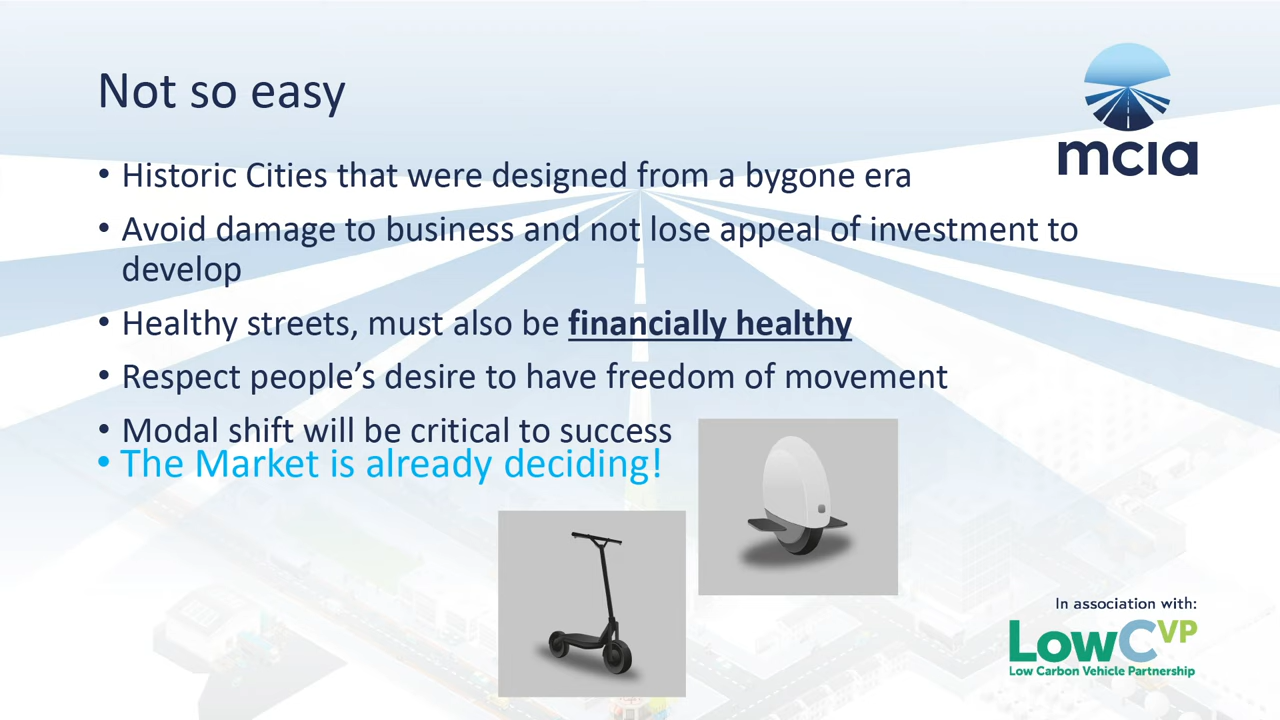 Not so easy
mcia
• Historic Cities that were designed from a bygone era
• Avoid damage to business and not lose appeal of investment to
develop
• Healthy streets, must also be financially healthy
• Respect people’s desire to have freedom of movement
• Modal shift will be critical to success
• The Market is already deciding!
In association with:
LowCVP
Low Carbon Vehicle Partnership